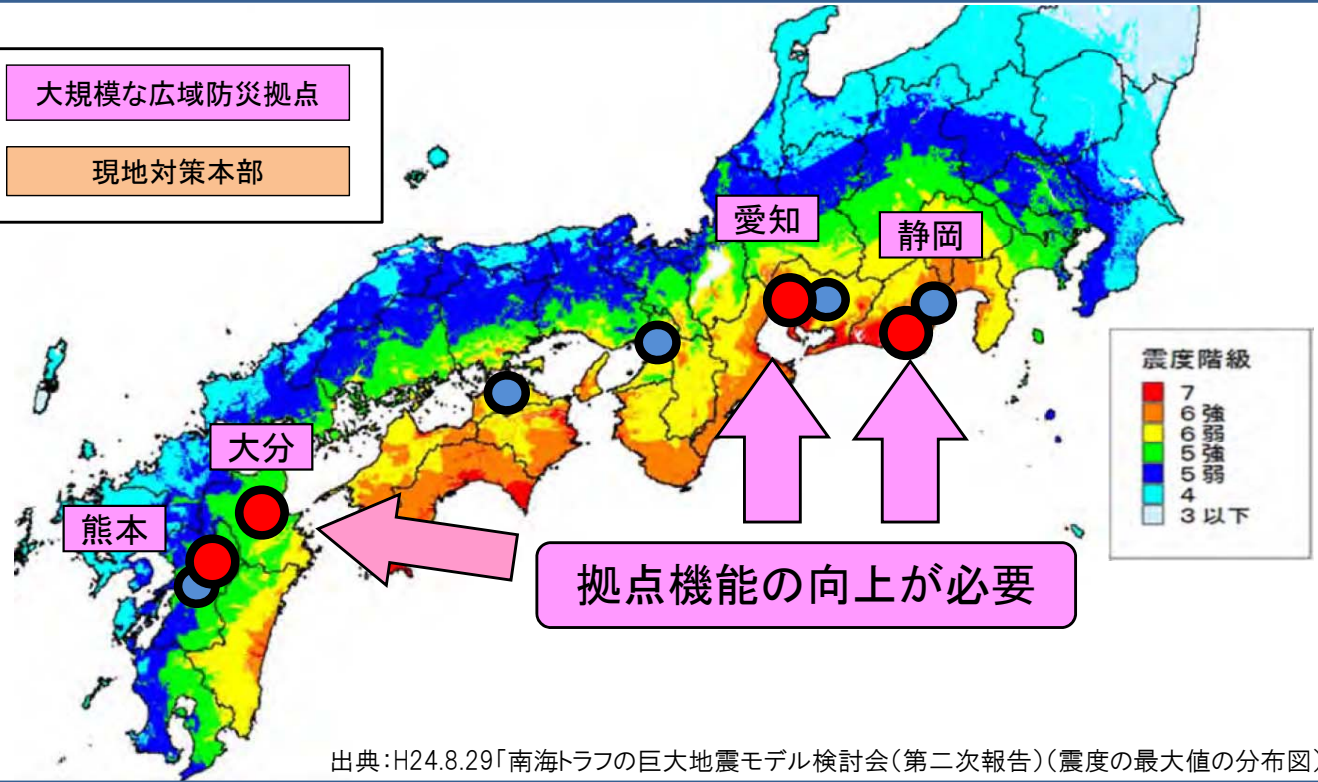 大規模な広域防災拠点
現地対策本部
愛知
静岡
大分
熊本
拠点機能の向上が必要
震度階級
7
6強
6弱
5強
5弱
4
3以下
出典：H24.8.29「南海トラフの巨大地震モデル検討会（第二次報告）（震度の最大値の分布図）